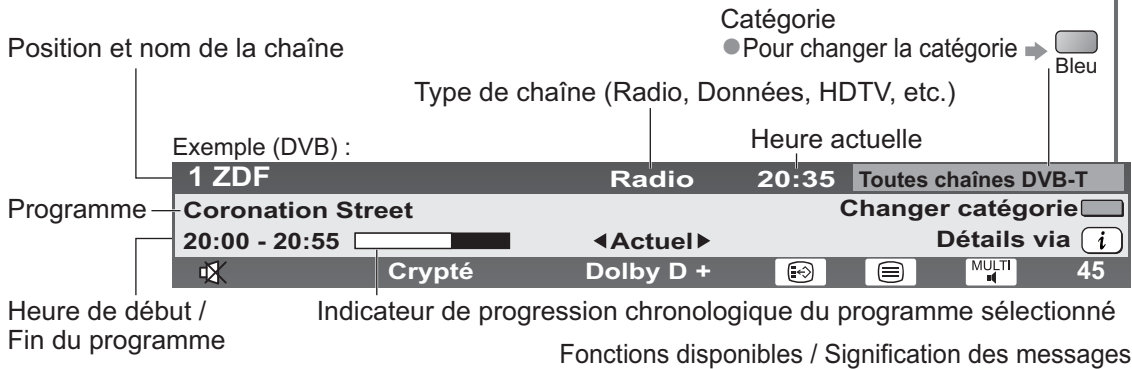 Catégorie
Position et nom de la chaîne
●Pour changer la catégorie
Bleu
Type de chaîne (Radio, Données, HDTV, etc.)
Heure actuelle
Exemple (DVB) :
1 ZDF Radio 20:35 Toutes chaînes DVB-T
Programme Coronation Street Changer catégorie
20:00 - 20:55 ◀Actuel▶ Détails via i
Crypté Dolby D + MULTI 45
Heure de début / Indicateur de progression chronologique du programme sélectionné
Fin du programme
Fonctions disponibles / Signification des messages